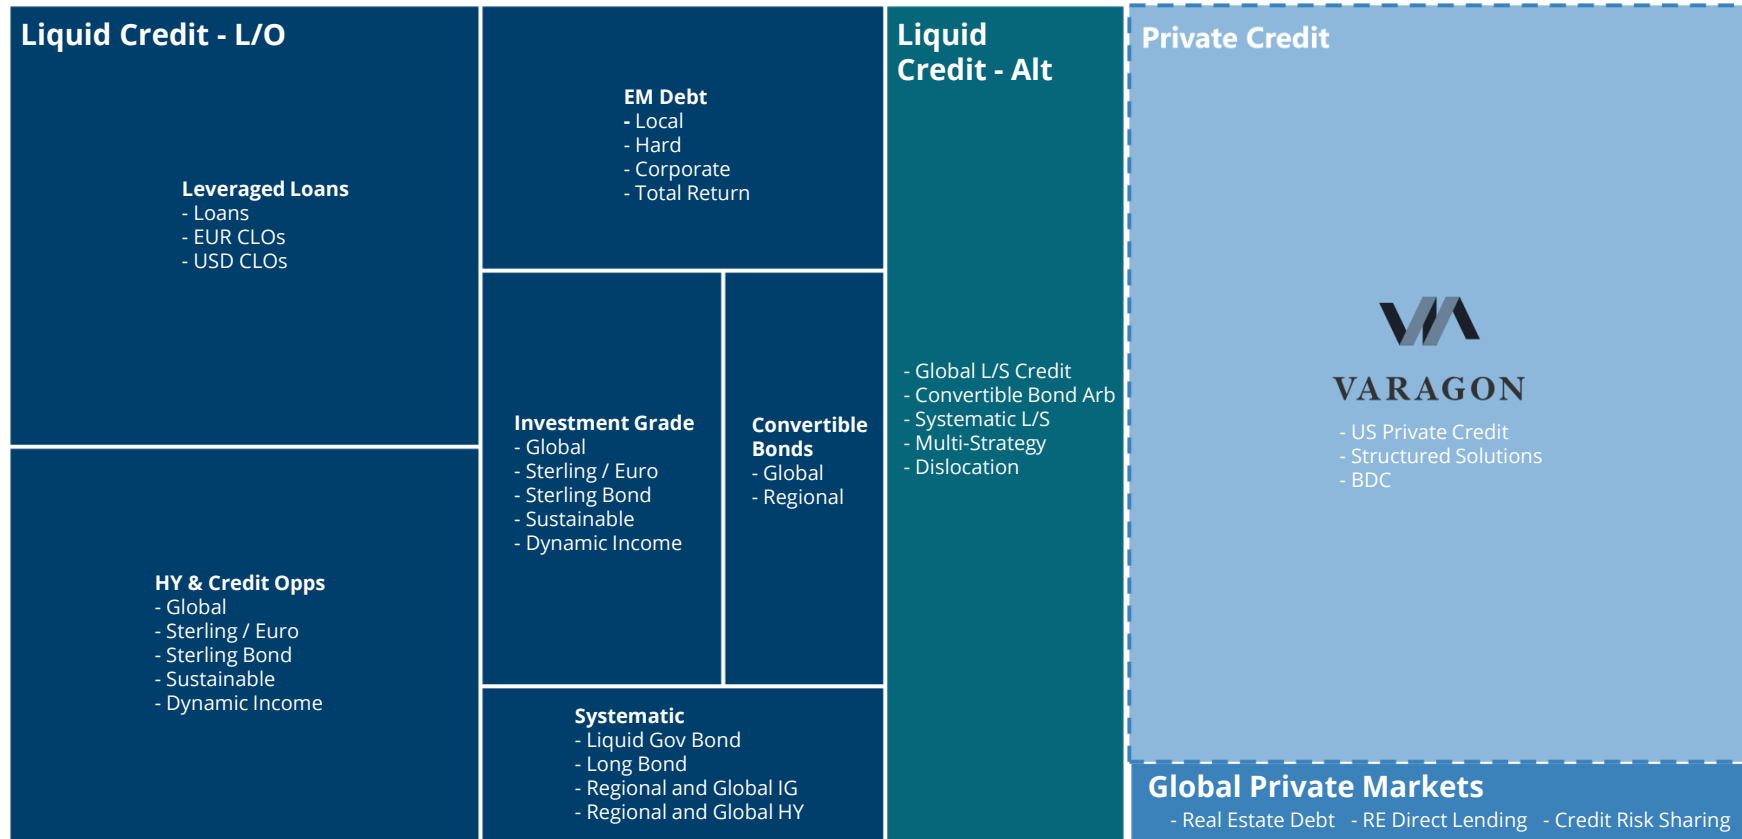 Liquid Credit - L/O
Leveraged Loans
- Loans
- EUR CLOs
- USD CLOs
HY & Credit Opps
- Global
- Sterling / Euro
- Sterling Bond
- Sustainable
- Dynamic Income
EM Debt
- Local
- Hard
- Corporate
- Total Return
Investment Grade
- Global
- Sterling / Euro
- Sterling Bond
- Sustainable
- Dynamic Income
Convertible
Bonds
- Global
- Regional
Systematic
- Liquid Gov Bond
- Long Bond
- Regional and Global IG
- Regional and Global HY
Liquid
Credit - Alt
- Global L/S Credit
- Convertible Bond Arb
- Systematic L/S
- Multi-Strategy
- Dislocation
Private Credit
VARAGON
- US Private Credit
- Structured Solutions
- BDC
Global Private Markets
- Real Estate Debt - RE Direct Lending - Credit Risk Sharing